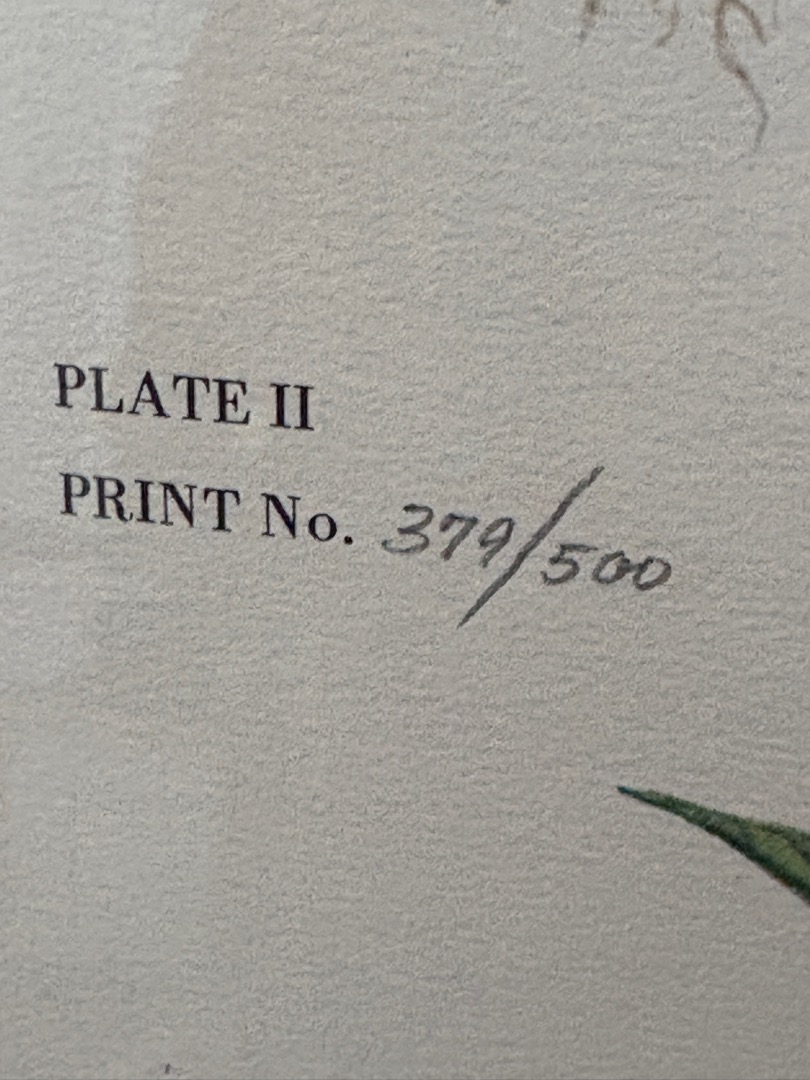 PLATE II
PRINT No. 379/500